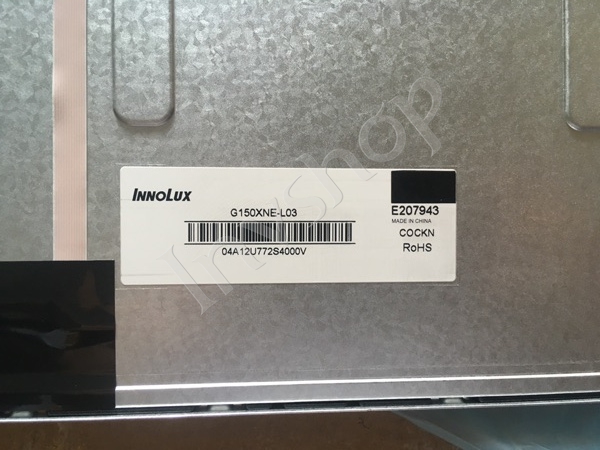 INNOLUX
G150XNE-L03
04A12U772S4000V
E207943
MADE IN CHINA
COCKN
RoHS